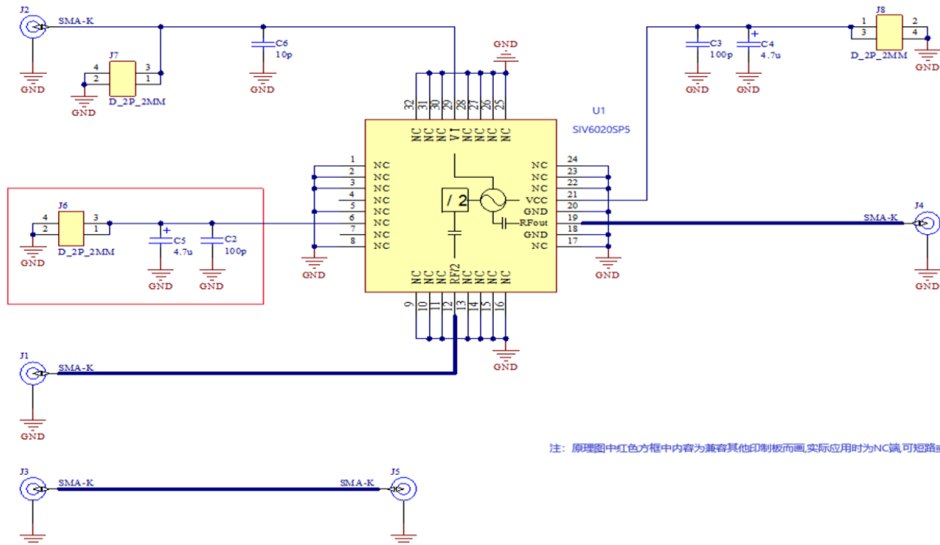 J2
SMA-K
GND
J7
4
2
3
1
D_2P_2MM
GND
C6
10p
GND
GND
32
31
30
29
28
27
26
25
NC
NC
NC
V1
NC
NC
NC
NC
U1
SIV6020SP5
C3
100p
GND
C4
4.7u
GND
J8
1
3
2
4
D_2P_2MM
GND
1
2
3
4
5
6
7
8
NC
NC
NC
NC
NC
NC
NC
NC
/ 2
NC
NC
NC
VCC
GND
RFout
GND
NC
24
23
22
21
20
19
18
17
GND
GND
SMA-K
J4
GND
J6
4
2
3
1
D_2P_2MM
GND
C5
4.7u
GND
C2
100p
GND
NC
NC
NC
RF/2
NC
NC
NC
NC
9
10
11
12
13
14
15
16
GND
J1
SMA-K
GND
注：原理图中红色方框中内容为兼容其他印制板而画,实际应用时为NC端,可短路
J3
SMA-K
SMA-K
J5
GND
GND